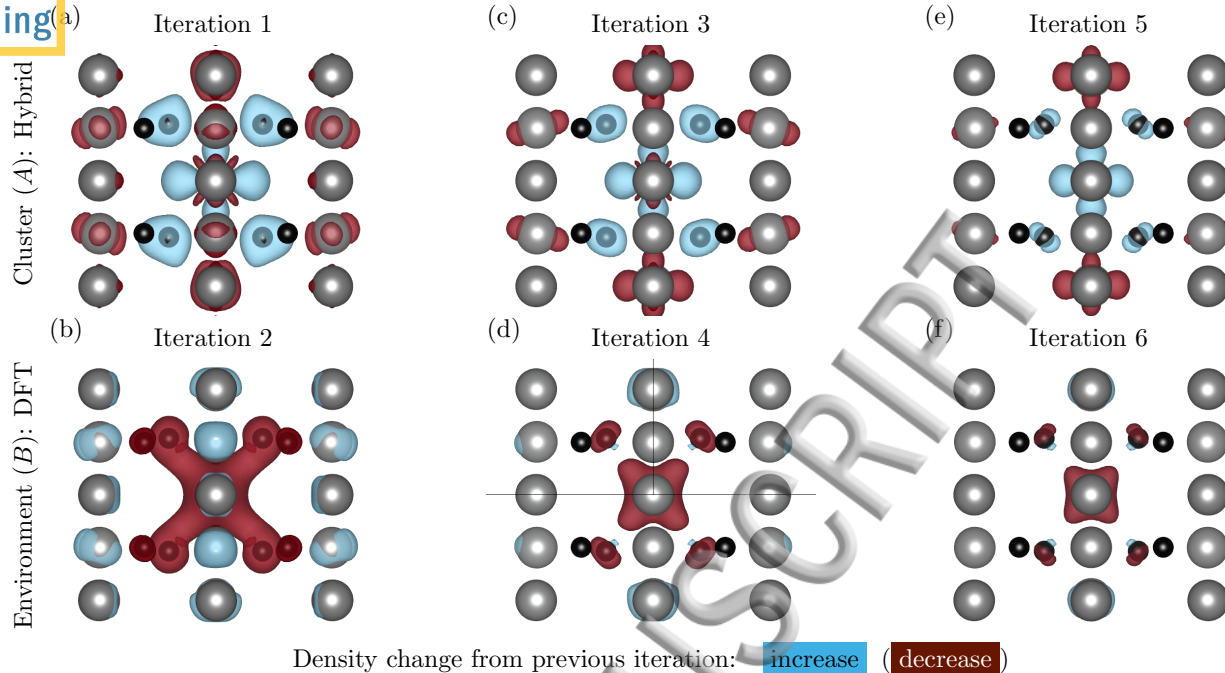 ing
(a) Iteration 1
(c) Iteration 3
(e) Iteration 5
Cluster (A): Hybrid
(b) Iteration 2
(d) Iteration 4
(f) Iteration 6
Environment (B): DFT
SCRIPT
Density change from previous iteration: increase (decrease)